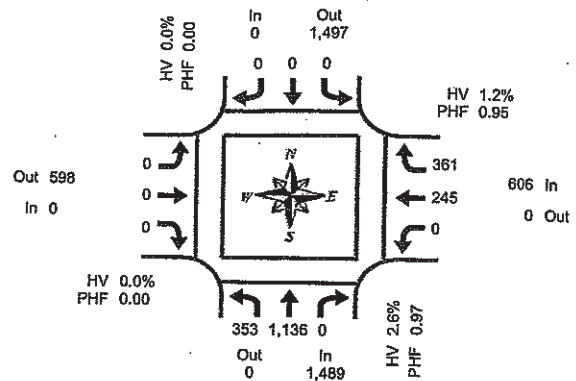 HV 0.0%
PHF 0.00
In Out
0 1,497
0 0 0
HV 1.2%
PHF 0.95
0
0
0
Out 598
In 0
N
W E
S
361
245
0
606 In
0 Out
HV 0.0%
PHF 0.00
353 1,136 0
Out In
0 1,489
HV 2.6%
PHF 0.97